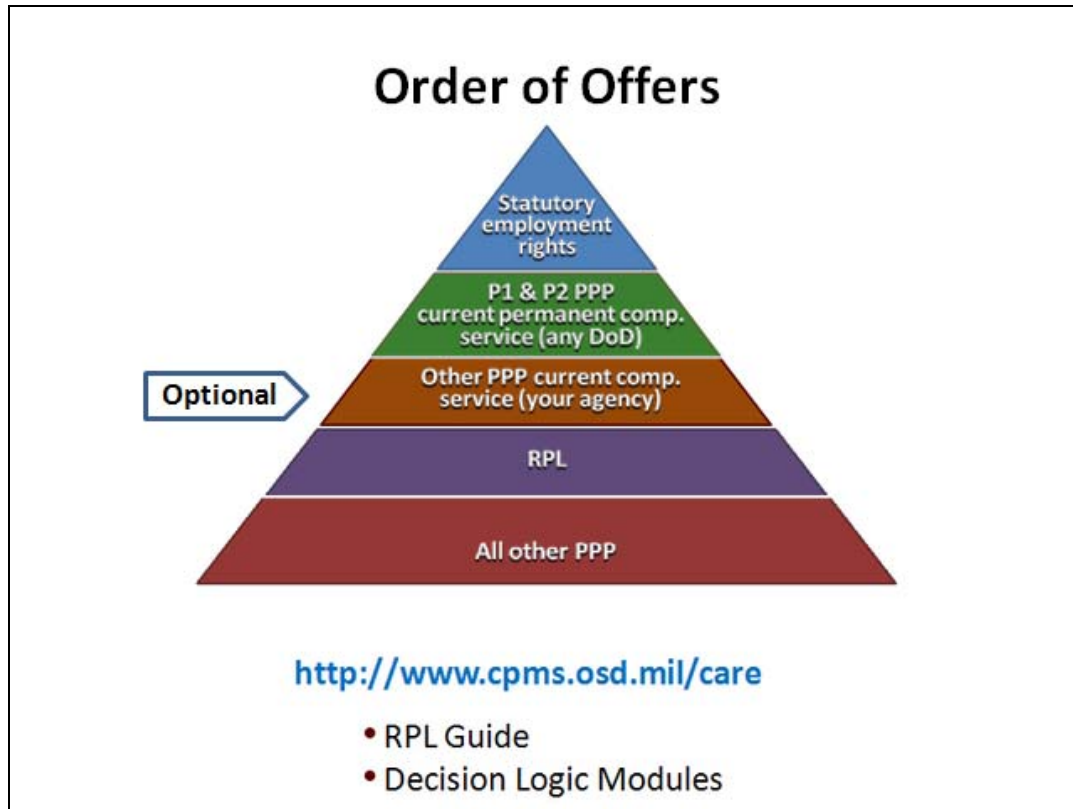 Order of Offers
Statutory
employment
rights
P1 & P2 PPP
current permanent comp.
service (any DoD)
Optional
Other PPP current comp.
service (your agency)
RPL
All other PPP
http://www.cpms.osd.mil/care
• RPL Guide
• Decision Logic Modules